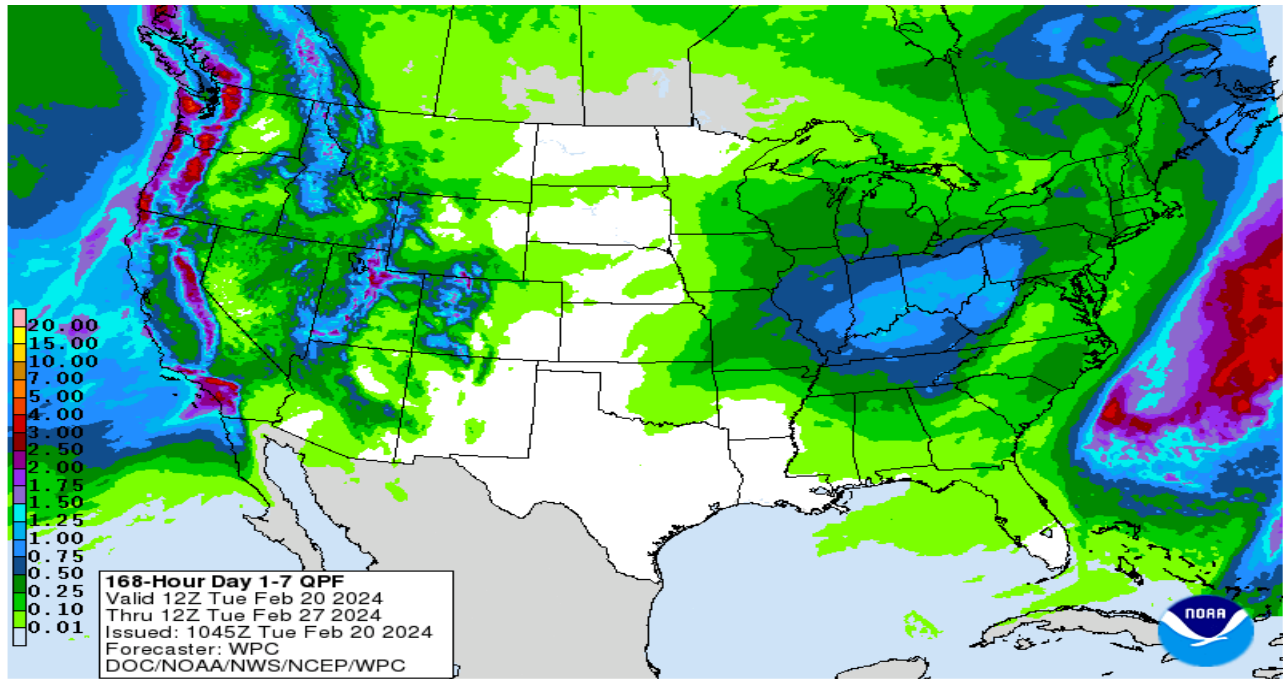 20.00
15.00
10.00
7.00
5.00
4.00
3.00
2.50
2.00
1.75
1.50
1.25
1.00
0.75
0.50
0.25
0.10
0.01
168-Hour Day 1-7 QPF
Valid 12Z Tue Feb 20 2024
Thru 12Z Tue Feb 27 2024
Issued: 1045Z Tue Feb 20 2024
Forecaster: WPC
DOC/NOAA/NWS/NCEP/WPC
NOAA